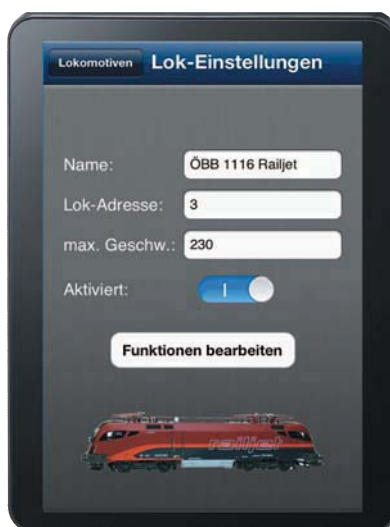 Lokomotiven Lok-Einstellungen
Name: ÖBB 1116 Railjet
Lok-Adresse: 3
max. Geschw.: 230
Aktiviert:
Funktionen bearbeiten
railjet